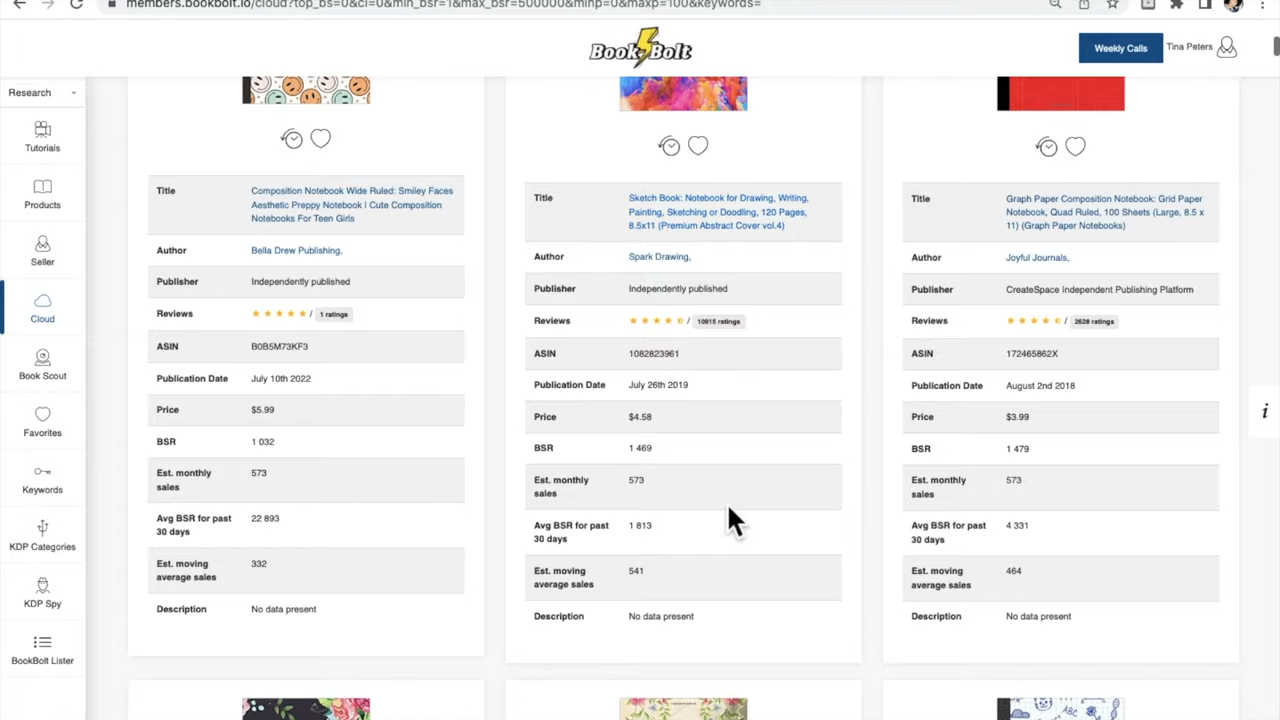 members.bookbolt.io/cloud?top_bs=0&ci=0&min_bsr=1&max_bsr=500000&minp=0&maxp=100&keywords=
Book Bolt
Weekly Calls
Tina Peters
Research
Tutorials
Products
Seller
Cloud
Book Scout
Favorites
Keywords
KDP Categories
KDP Spy
BookBolt Lister
Title
Composition Notebook Wide Ruled: Smiley Faces
Aesthetic Preppy Notebook | Cute Composition
Notebooks For Teen Girls
Author
Bella Drew Publishing,
Publisher
Independently published
Reviews
/ 1 ratings
ASIN
B0B5M73KF3
Publication Date
July 10th 2022
Price
$5.99
BSR
1 032
Est. monthly
sales
573
Avg BSR for past
30 days
22 893
Est. moving
average sales
332
Description
No data present
Title
Sketch Book: Notebook for Drawing, Writing,
Painting, Sketching or Doodling, 120 Pages,
8.5x11 (Premium Abstract Cover vol.4)
Author
Spark Drawing,
Publisher
Independently published
Reviews
/ 10915 ratings
ASIN
1082823961
Publication Date
July 26th 2019
Price
$4.58
BSR
1 469
Est. monthly
sales
573
Avg BSR for past
30 days
1 813
Est. moving
average sales
541
Description
No data present
Title
Graph Paper Composition Notebook: Grid Paper
Notebook, Quad Ruled, 100 Sheets (Large, 8.5 x
11) (Graph Paper Notebooks)
Author
Joyful Journals,
Publisher
CreateSpace Independent Publishing Platform
Reviews
/ 2628 ratings
ASIN
172465862X
Publication Date
August 2nd 2018
Price
$3.99
BSR
1 479
Est. monthly
sales
573
Avg BSR for past
30 days
4 331
Est. moving
average sales
464
Description
No data present
i
ABC